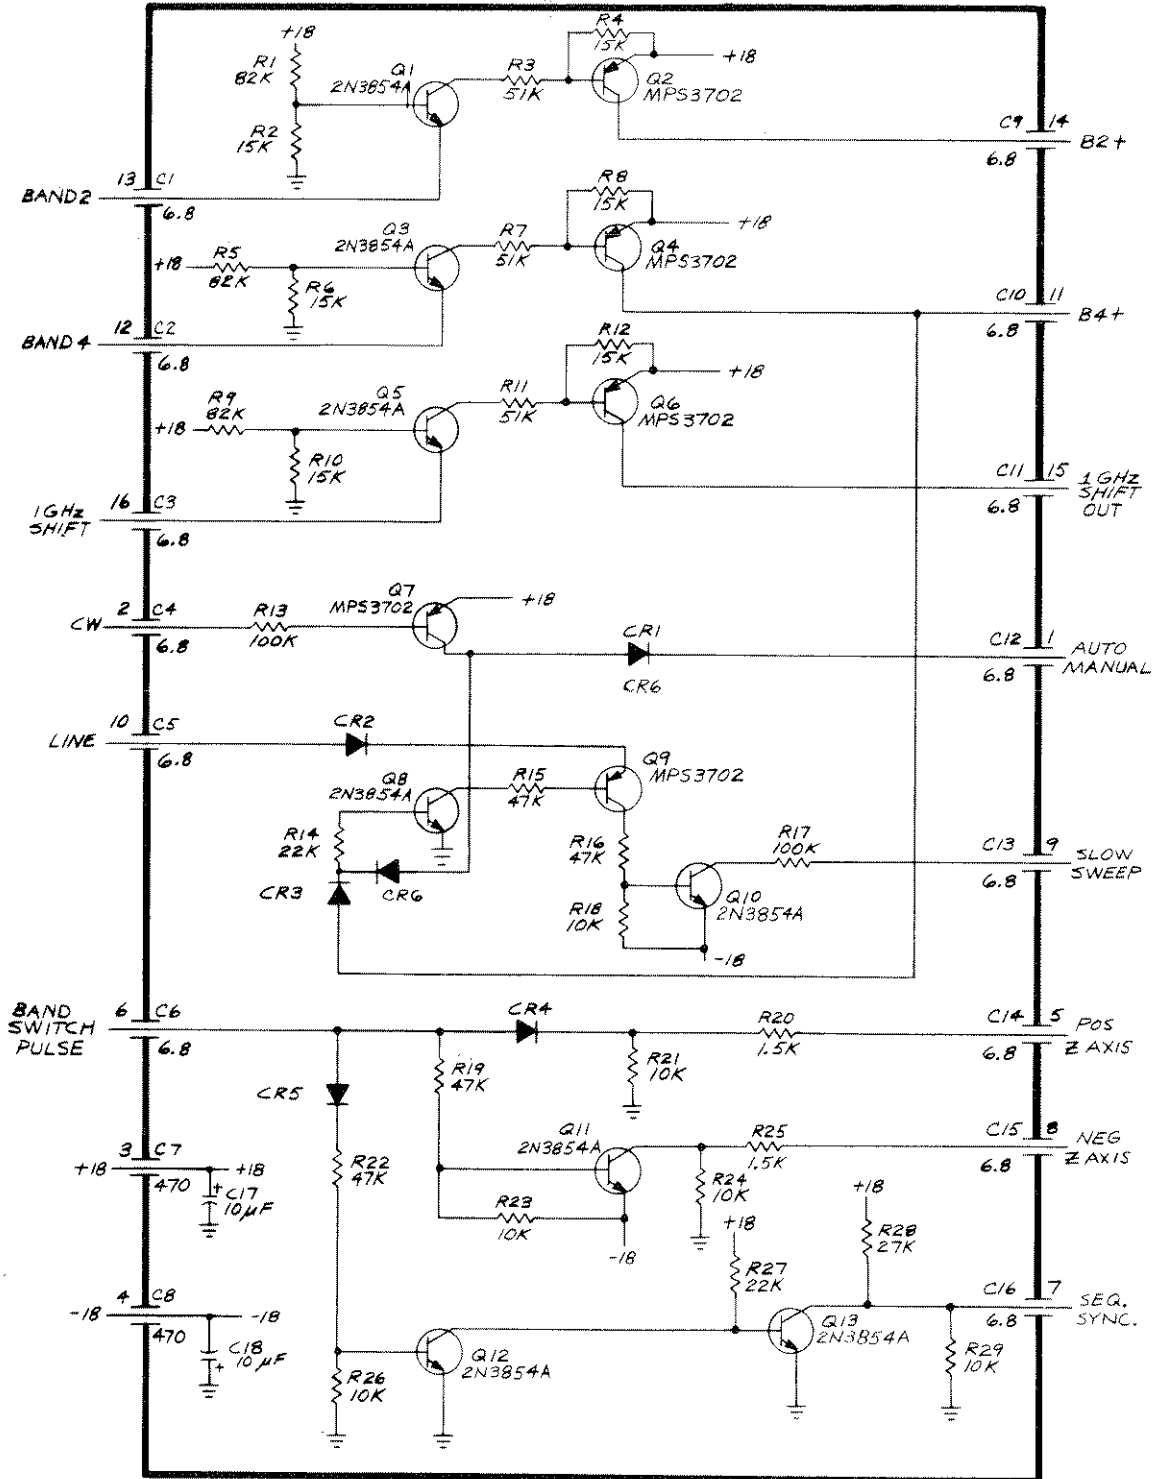 +18
R1
82K
Q1
2N3854A
R3
51K
R4
15K
+18
Q2
MPS3702
R2
15K
C9 14
6.8
B2+
BAND2
13 C1
6.8
R8
15K
+18
Q3
2N3854A
R7
51K
Q4
MPS3702
+18
R5
82K
R6
15K
C10 11
6.8
B4+
BAND 4
12 C2
6.8
R12
15K
+18
Q5
2N3854A
R11
51K
Q6
MPS3702
R9
82K
+18
R10
15K
C11 15
6.8
1GHz
SHIFT
OUT
1GHz
SHIFT
16 C3
6.8
Q7
MPS3702
+18
CW
2 C4
6.8
R13
100K
CR1
CR6
C12 1
6.8
AUTO
MANUAL
LINE
10 C5
6.8
CR2
Q9
MPS3702
Q8
2N3854A
R15
47K
R14
22K
R16
47K
R17
100K
C13 9
6.8
SLOW
SWEEP
CR3
CR6
R18
10K
Q10
2N3854A
-18
BAND
SWITCH
PULSE
6 C6
6.8
CR4
R20
1.5K
C14 5
6.8
POS
Z AXIS
R19
47K
R21
10K
CR5
Q11
2N3854A
R25
1.5K
C15 8
6.8
NEG
Z AXIS
+18
3 C7
470
+18
+
C17
10µF
R22
47K
R23
10K
-18
R24
10K
+18
+18
R28
27K
R27
22K
-18
4 C8
470
-18
C18
+
10µF
Q12
2N3854A
Q13
2N3854A
C16 7
6.8
SEQ.
SYNC.
R26
10K
R29
10K